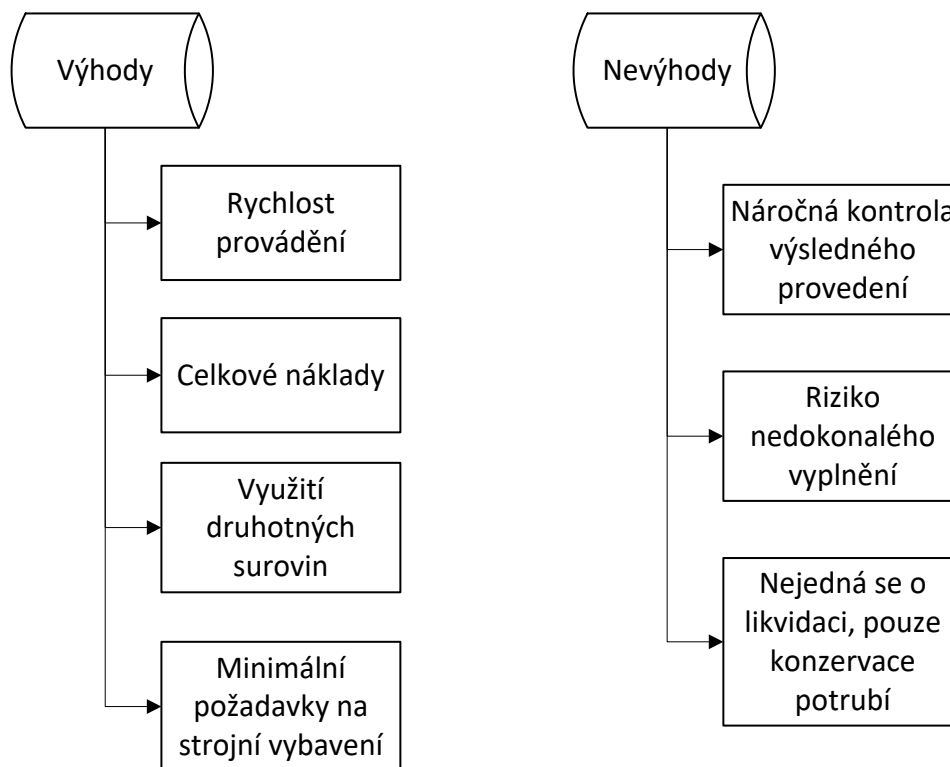 Výhody
Rychlost
provádění
Celkové náklady
Využití
druhotných
surovin
Minimální
požadavky na
strojní vybavení
Nevýhody
Náročná kontrola
výsledného
provedení
Riziko
nedokonalého
vyplnění
Nejedná se o
likvidaci, pouze
konzervace
potrubí